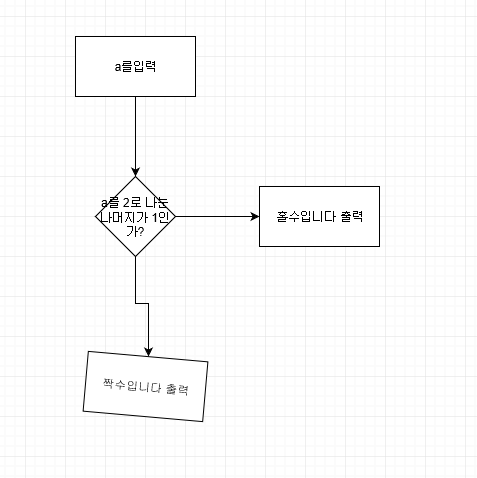 a를입력
a를 2로 나눈
나머지가 1인
가?
홀수입니다 출력
짝수입니다 출력